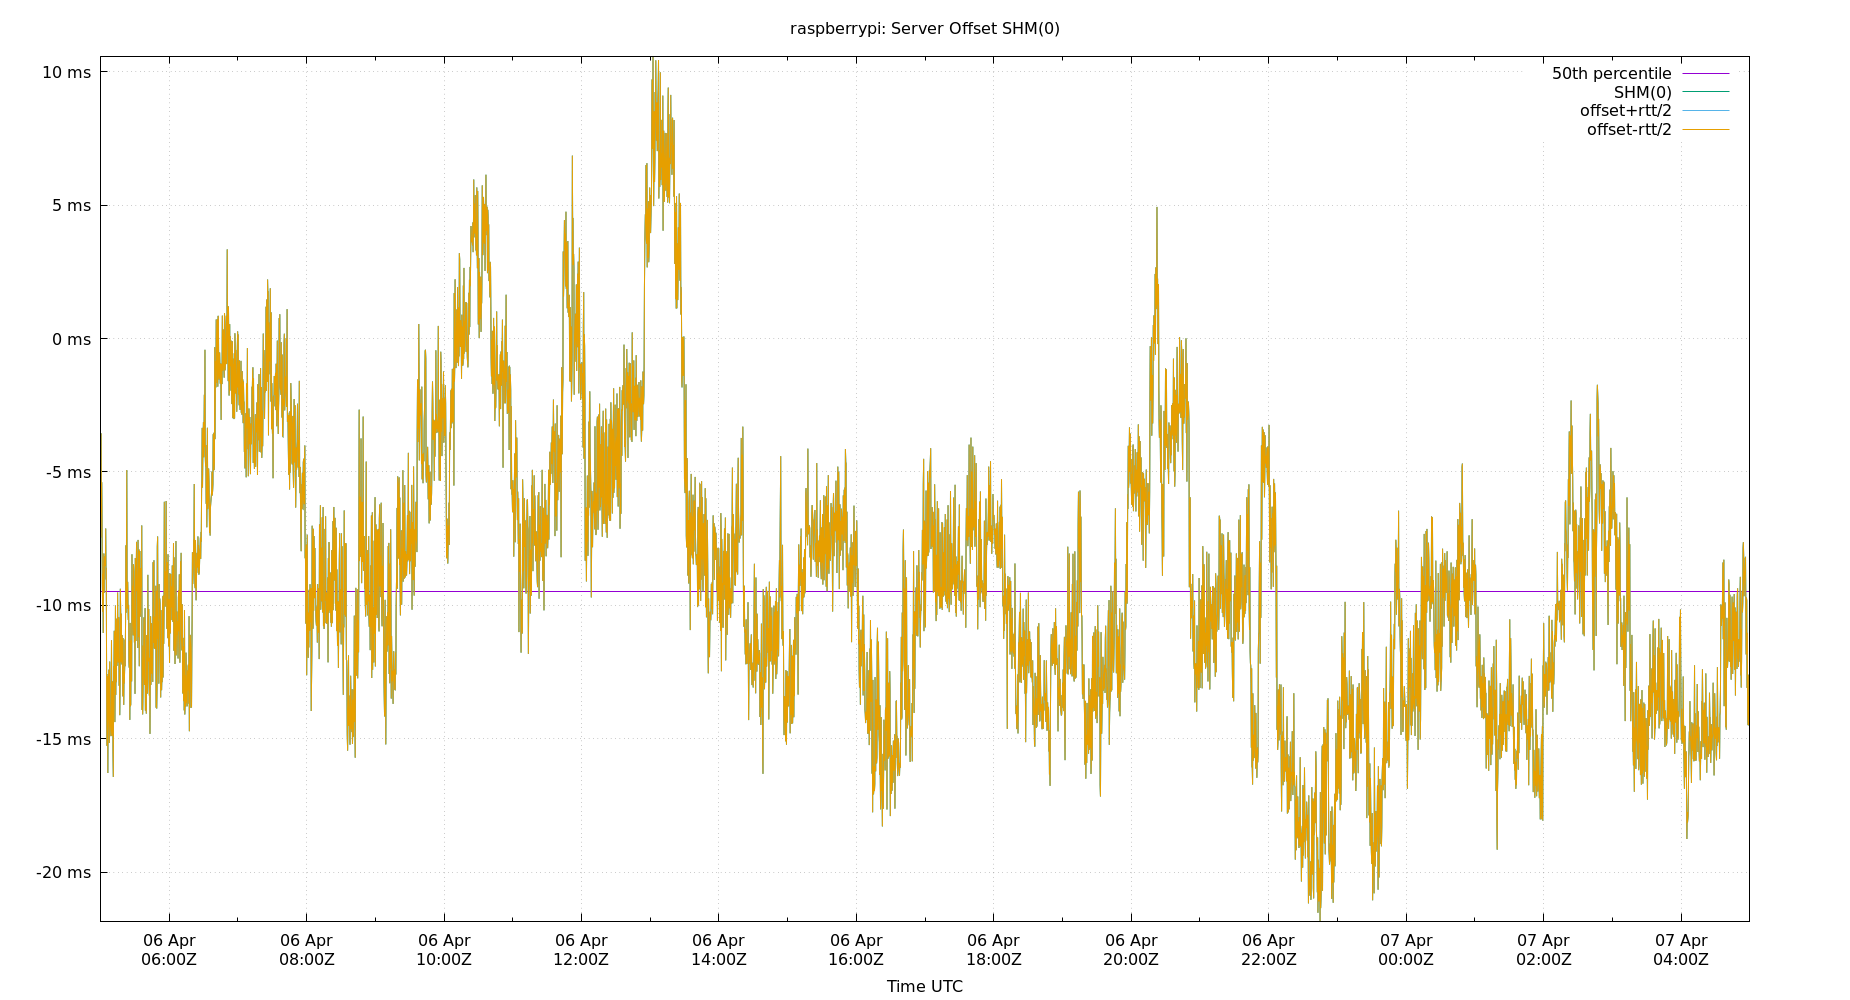 raspberrypi: Server Offset SHM(0)
50th percentile
SHM(0)
offset+rtt/2
offset-rtt/2
10 ms
5 ms
0 ms
-5 ms
-10 ms
-15 ms
-20 ms
06 Apr 06 Apr 06 Apr 06 Apr 06 Apr 06 Apr 06 Apr 06 Apr 06 Apr 07 Apr 07 Apr 07 Apr
06:00Z 08:00Z 10:00Z 12:00Z 14:00Z 16:00Z 18:00Z 20:00Z 22:00Z 00:00Z 02:00Z 04:00Z
Time UTC